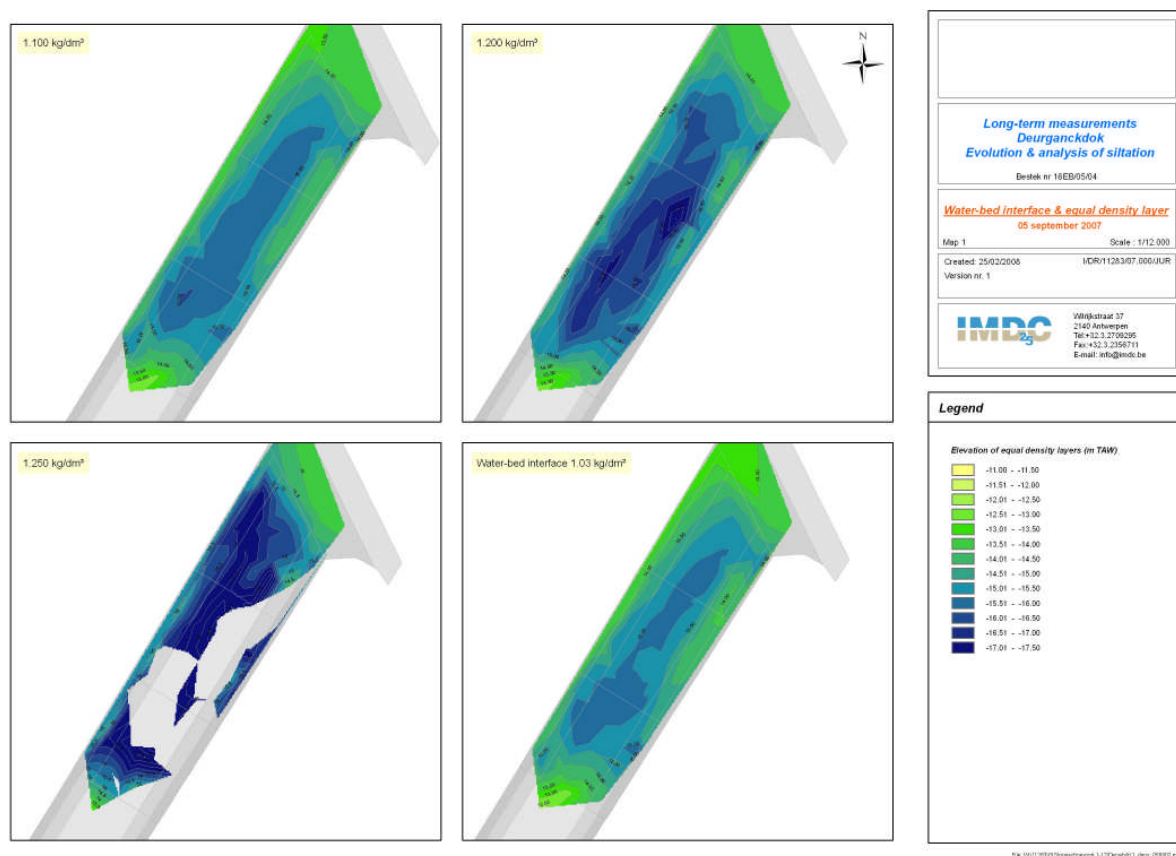 1.100 kg/dm³
1.200 kg/dm³
N
1.250 kg/dm³
Water-bed interface 1.03 kg/dm³
Long-term measurements
Deurganckdok
Evolution & analysis of siltation
Bestek nr 16EB/05/04
Water-bed interface & equal density layer
05 september 2007
Map 1
Scale : 1/12.000
Created: 25/02/2008
I/DR/11283/07.000/JUR
Version nr. 1
IMDC
25
Wilrijkstraat 37
2140 Antwerpen
Tel:+32.3.2709295
Fax:+32.3.2356711
E-mail: info@imdc.be
Legend
Elevation of equal density layers (m TAW)
-11.00 - -11.50
-11.51 - -12.00
-12.01 - -12.50
-12.51 - -13.00
-13.01 - -13.50
-13.51 - -14.00
-14.01 - -14.50
-14.51 - -15.00
-15.01 - -15.50
-15.51 - -16.00
-16.01 - -16.50
-16.51 - -17.00
-17.01 - -17.50